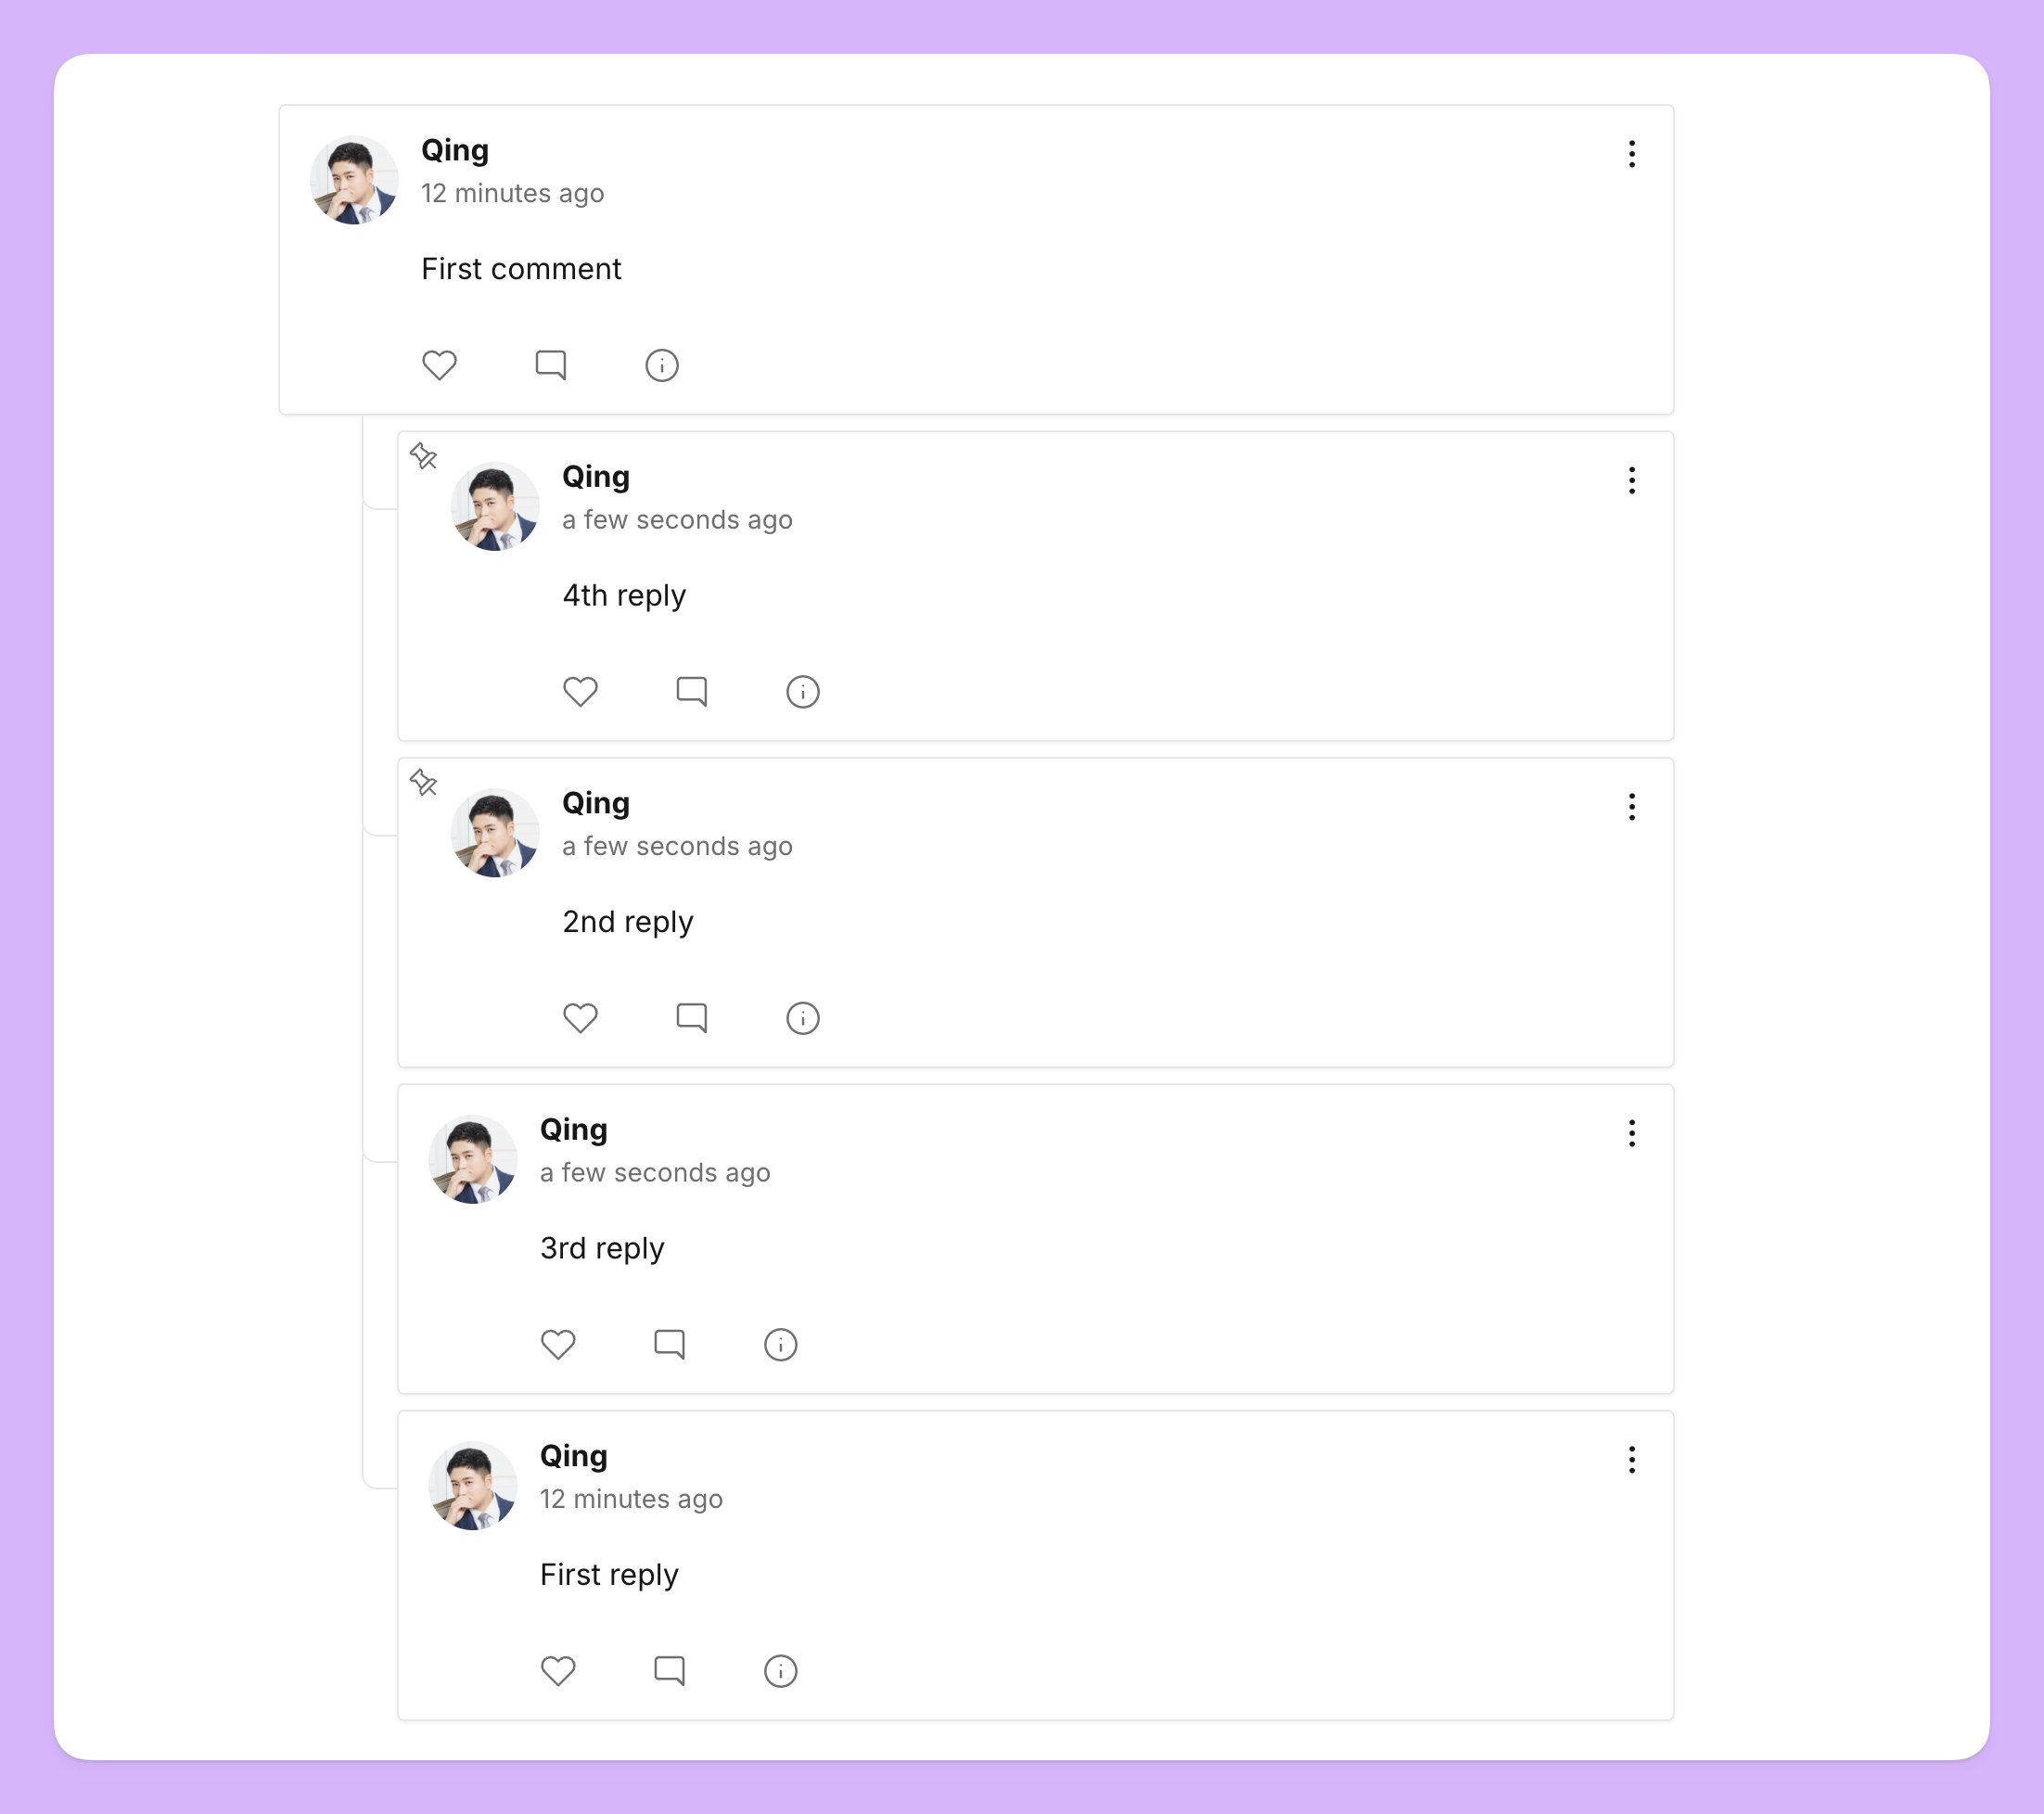 Qing
12 minutes ago
First comment
Qing
a few seconds ago
4th reply
Qing
a few seconds ago
2nd reply
Qing
a few seconds ago
3rd reply
Qing
12 minutes ago
First reply